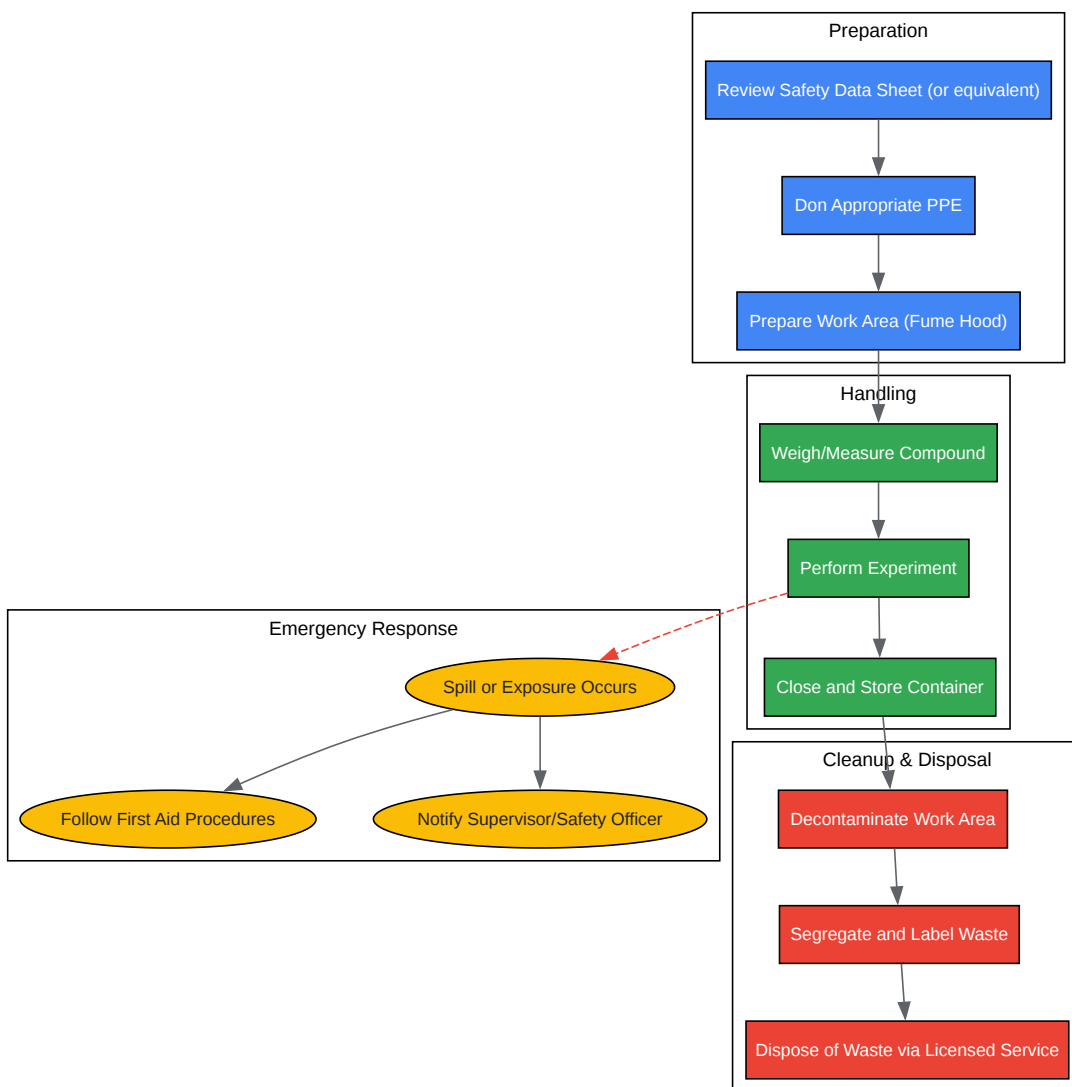 Preparation
Review Safety Data Sheet (or equivalent)
Don Appropriate PPE
Prepare Work Area (Fume Hood)
Handling
Weigh/Measure Compound
Perform Experiment
Close and Store Container
Emergency Response
Spill or Exposure Occurs
Follow First Aid Procedures
Notify Supervisor/Safety Officer
Cleanup & Disposal
Decontaminate Work Area
Segregate and Label Waste
Dispose of Waste via Licensed Service